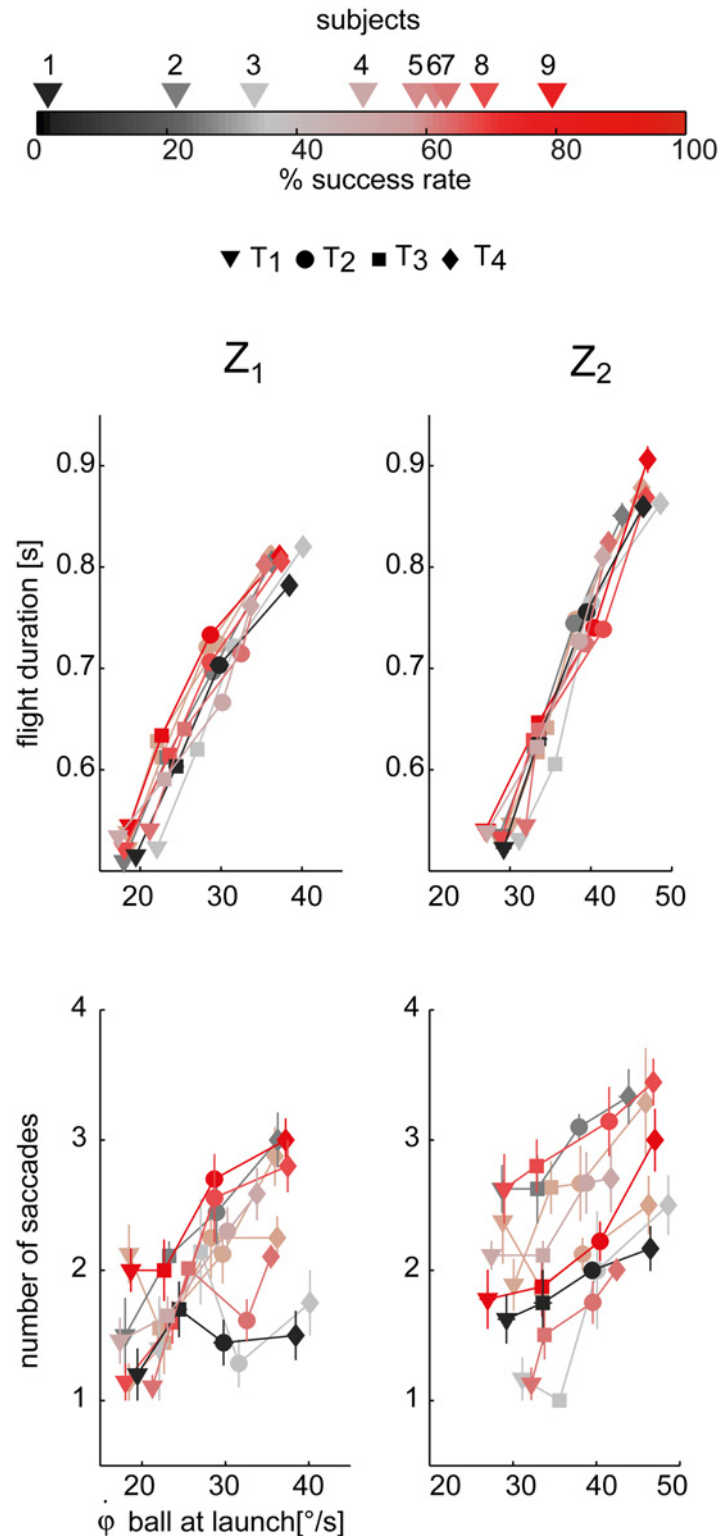 subjects
1 2 3 4 5 6 7 8 9
0 20 40 60 80 100
% success rate
T1 T2 T3 T4
Z1 Z2
0.9 0.9
0.8 0.8
0.7 0.7
0.6 0.6
flight duration [s]
20 30 40 20 30 40 50
4 4
3 3
2 2
1 1
number of saccades
20 30 40 20 30 40 50
φ̇ ball at launch[°/s]